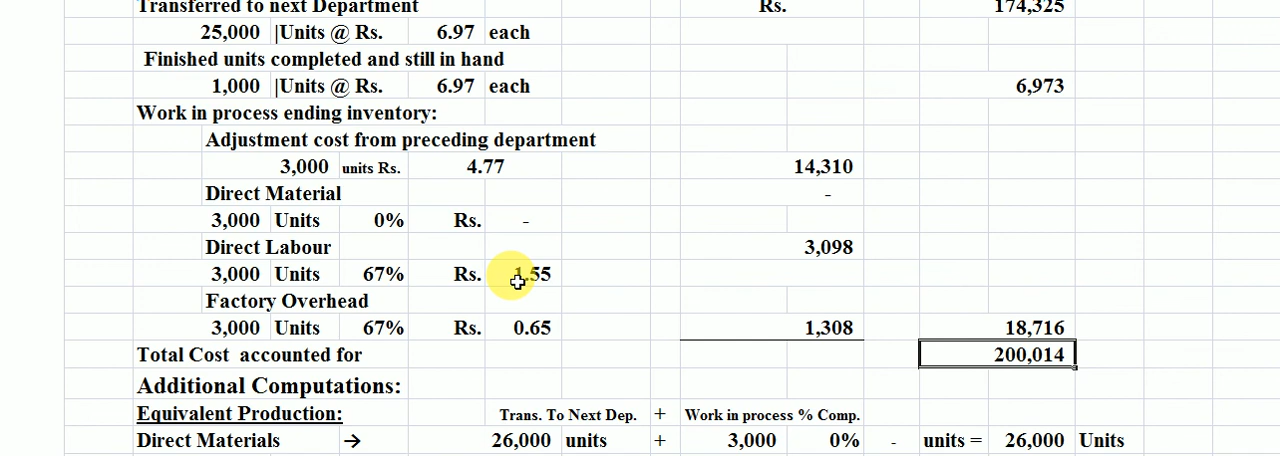 Transferred to next Department Rs. 174,325
25,000 |Units @ Rs. 6.97 each
Finished units completed and still in hand
1,000 |Units @ Rs. 6.97 each 6,973
Work in process ending inventory:
Adjustment cost from preceding department
3,000 units Rs. 4.77 14,310
Direct Material -
3,000 Units 0% Rs. -
Direct Labour 3,098
3,000 Units 67% Rs. 1.55
Factory Overhead
3,000 Units 67% Rs. 0.65 1,308 18,716
Total Cost accounted for 200,014
Additional Computations:
Equivalent Production: Trans. To Next Dep. + Work in process % Comp.
Direct Materials → 26,000 units + 3,000 0% - units = 26,000 Units